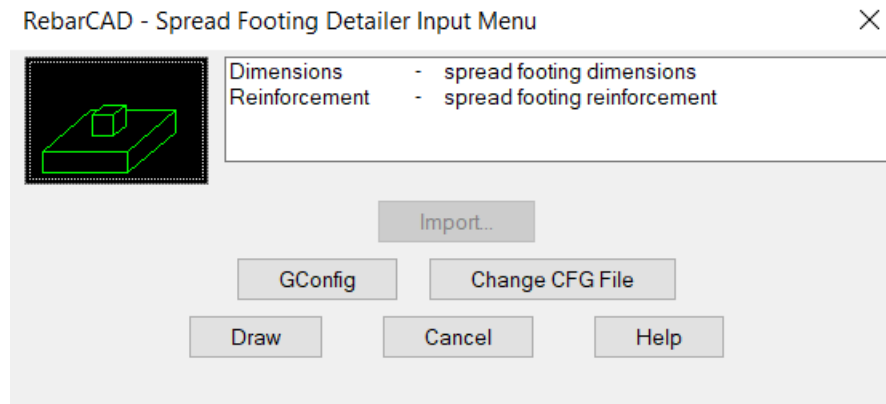 RebarCAD - Spread Footing Detailer Input Menu
Dimensions - spread footing dimensions
Reinforcement - spread footing reinforcement
Import...
GConfig Change CFG File
Draw Cancel Help